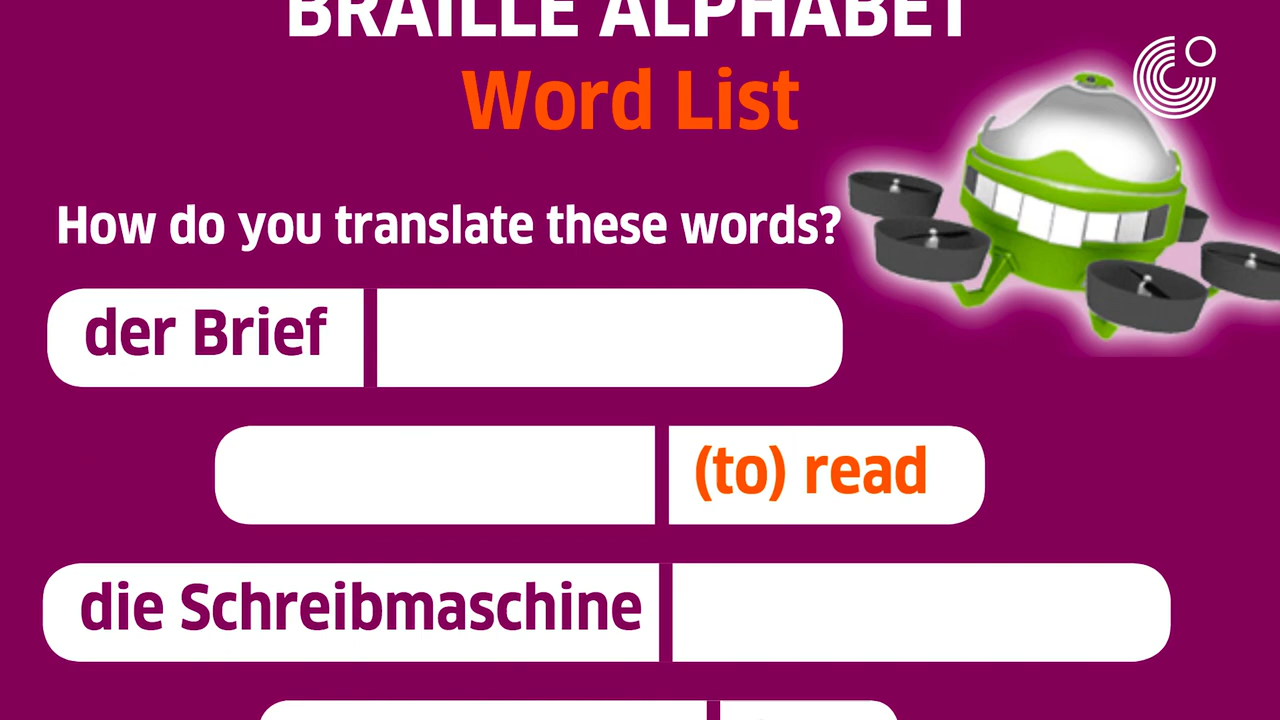 BRAILLE ALPHABET
Word List
How do you translate these words?
der Brief
(to) read
die Schreibmaschine